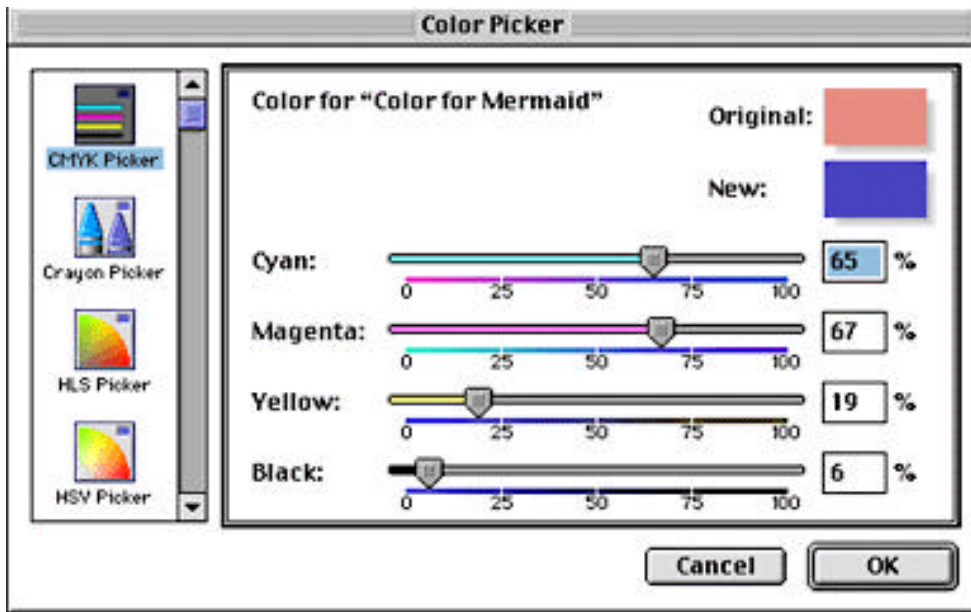 Color Picker
CMYK Picker
Crayon Picker
HLS Picker
HSV Picker
Color for “Color for Mermaid”
Original:
New:
Cyan:
0 25 50 75 100
65 %
Magenta:
0 25 50 75 100
67 %
Yellow:
0 25 50 75 100
19 %
Black:
0 25 50 75 100
6 %
Cancel
OK